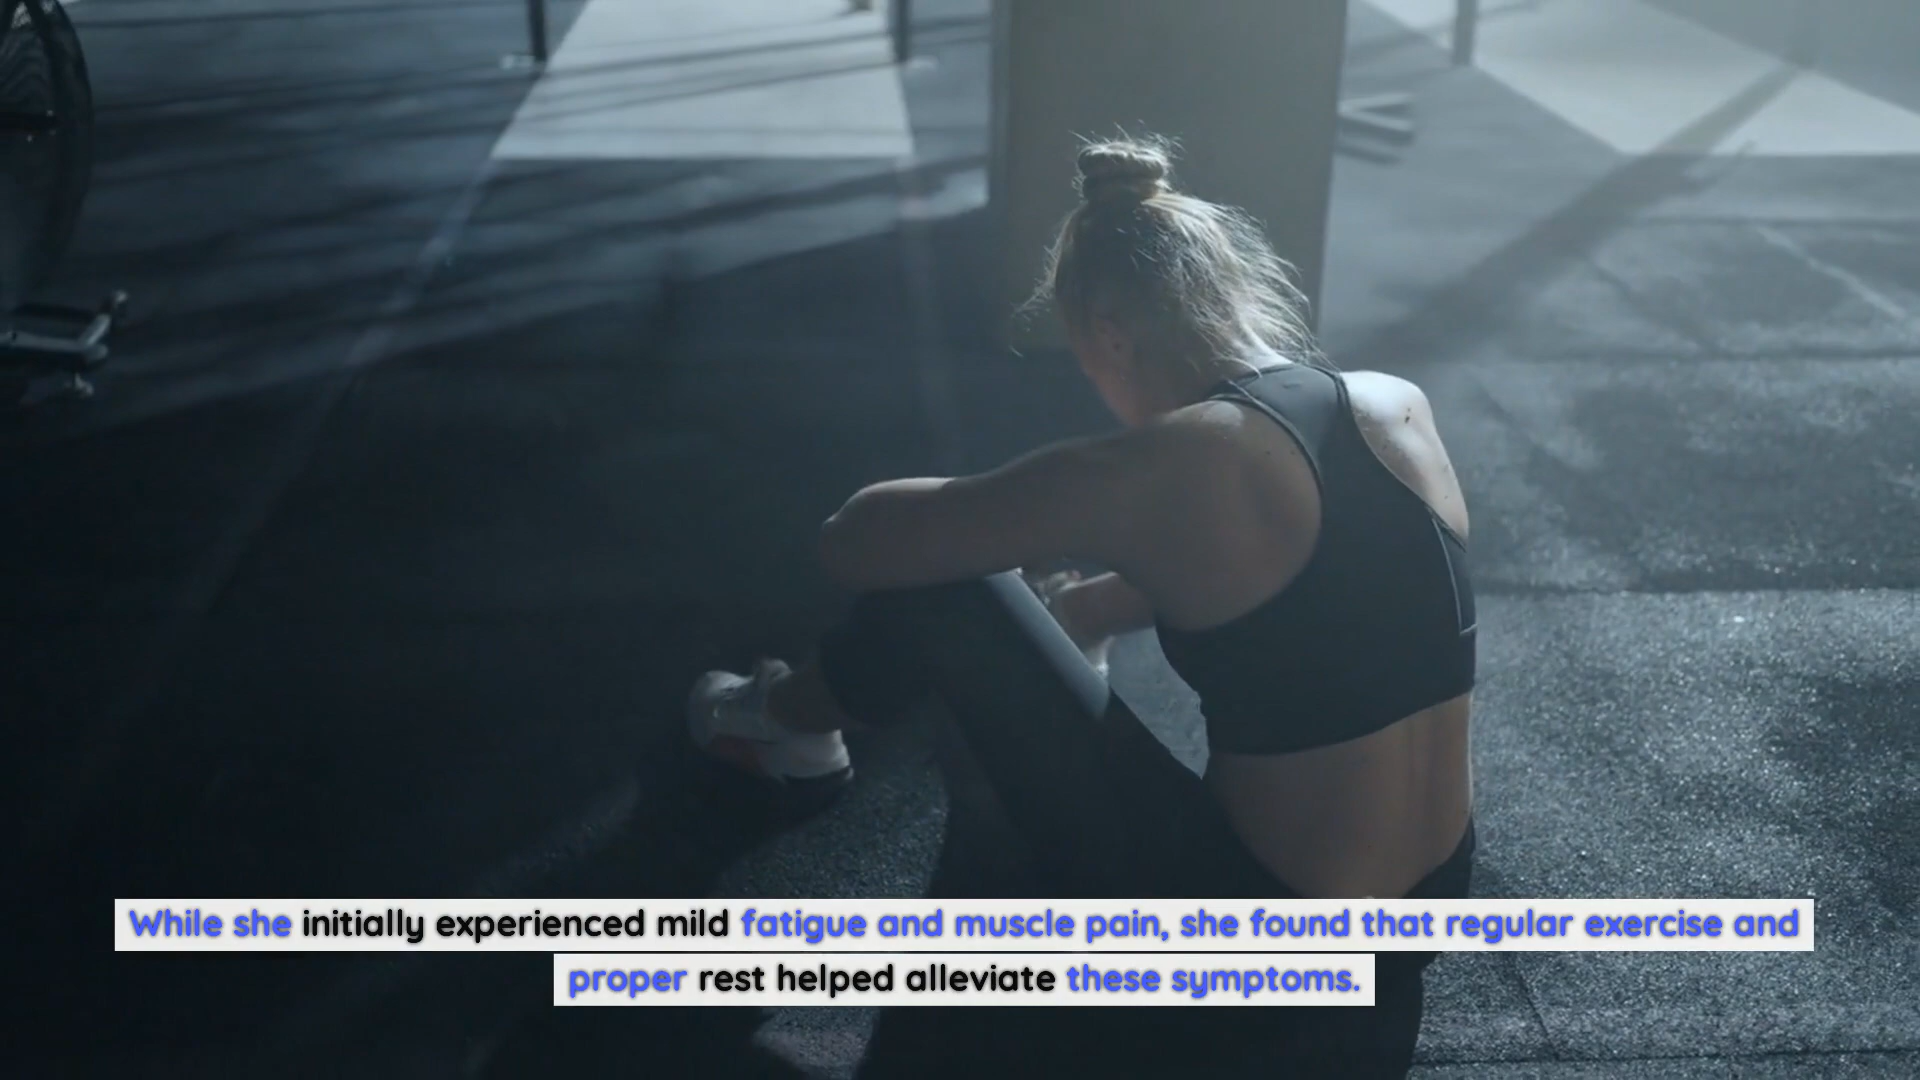 While she initially experienced mild fatigue and muscle pain, she found that regular exercise and
proper rest helped alleviate these symptoms.